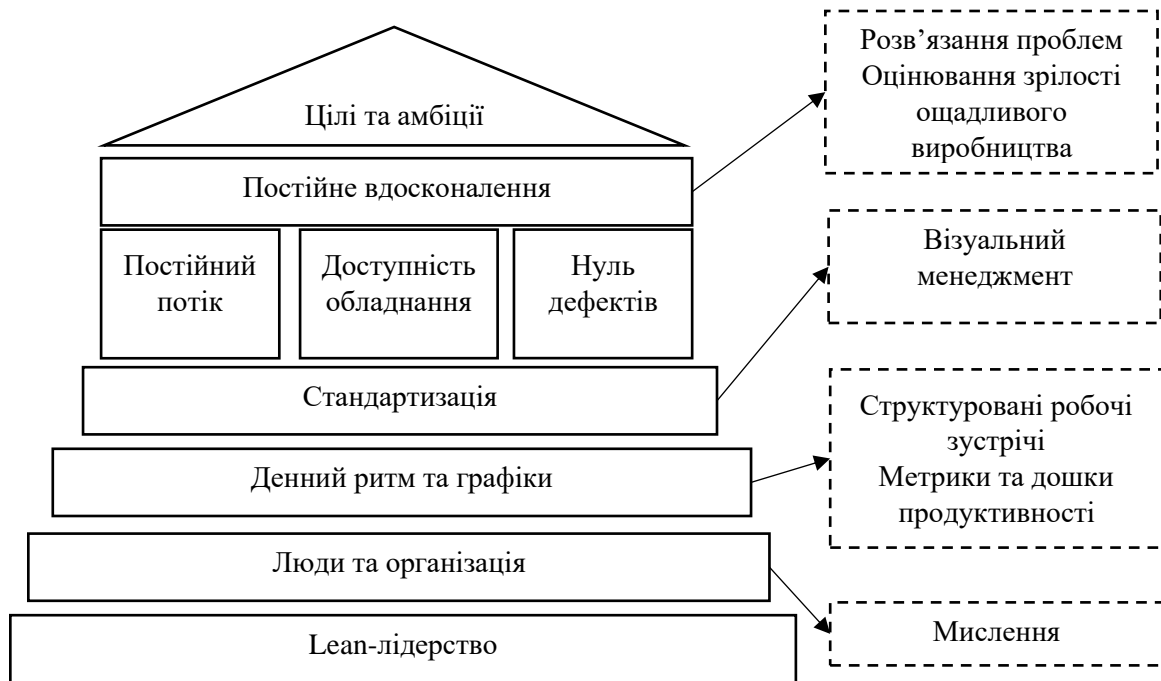 Цілі та амбіції
Постійне вдосконалення
Постійний
потік
Доступність
обладнання
Нуль
дефектів
Стандартизація
Денний ритм та графіки
Люди та організація
Lean-лідерство
Розв’язання проблем
Оцінювання зрілості
ощадливого
виробництва
Візуальний
менеджмент
Структуровані робочі
зустрічі
Метрики та дошки
продуктивності
Мислення